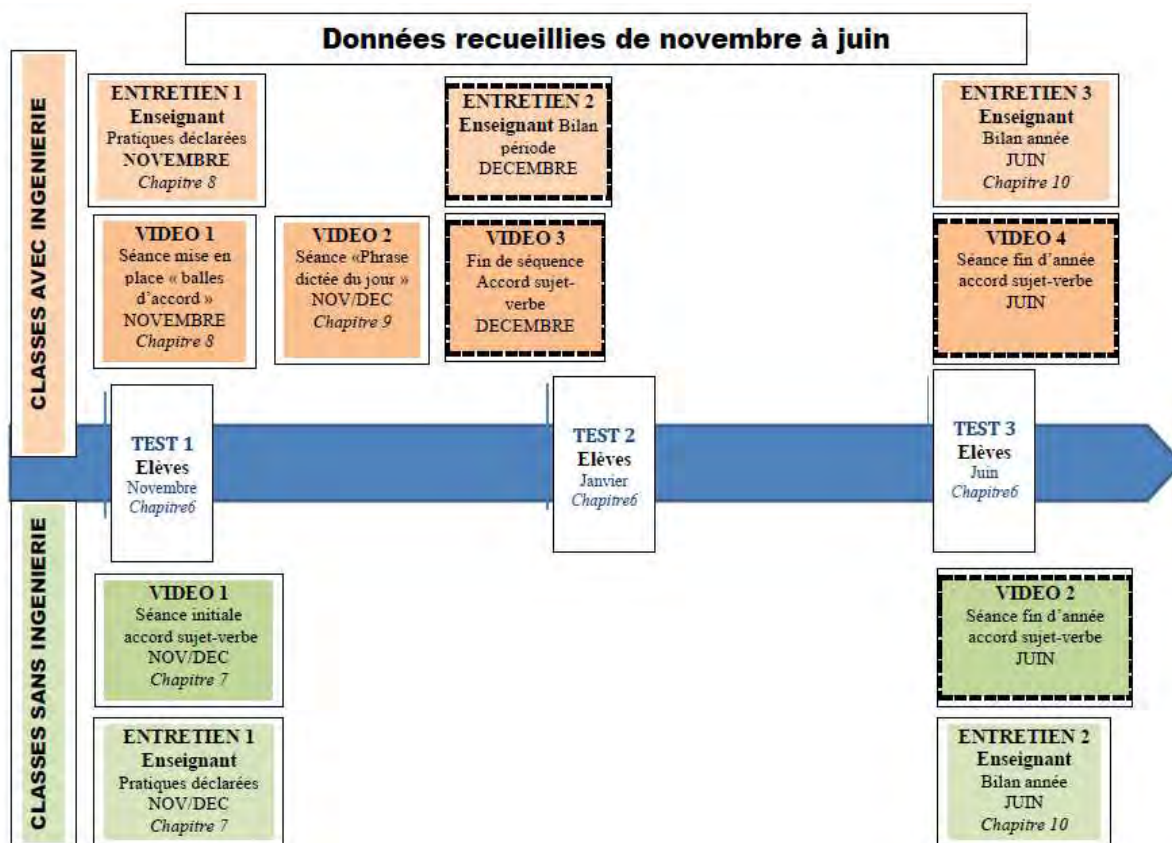 Données recueillies de novembre à juin
CLASSES AVEC INGENIERIE
ENTRETIEN 1
Enseignant
Pratiques déclarées
NOVEMBRE
Chapitre 8
ENTRETIEN 2
Enseignant Bilan
période
DECEMBRE
ENTRETIEN 3
Enseignant
Bilan année
JUIN
Chapitre 10
VIDEO 1
Séance mise en
place « balles
d'accord »
NOVEMBRE
Chapitre 8
VIDEO 2
Séance «Phrase
dictée du jour »
NOV/DEC
Chapitre 9
VIDEO 3
Fin de séquence
Accord sujet-
verbe
DECEMBRE
VIDEO 4
Séance fin d'année
accord sujet-verbe
JUIN
TEST 1
Elèves
Novembre
Chapitre6
TEST 2
Elèves
Janvier
Chapitre6
TEST 3
Elèves
Juin
Chapitre6
CLASSES SANS INGENIERIE
VIDEO 1
Séance initiale
accord sujet-verbe
NOV/DEC
Chapitre 7
VIDEO 2
Séance fin d'année
accord sujet-verbe
JUIN
ENTRETIEN 1
Enseignant
Pratiques déclarées
NOV/DEC
Chapitre 7
ENTRETIEN 2
Enseignant
Bilan année
JUIN
Chapitre 10